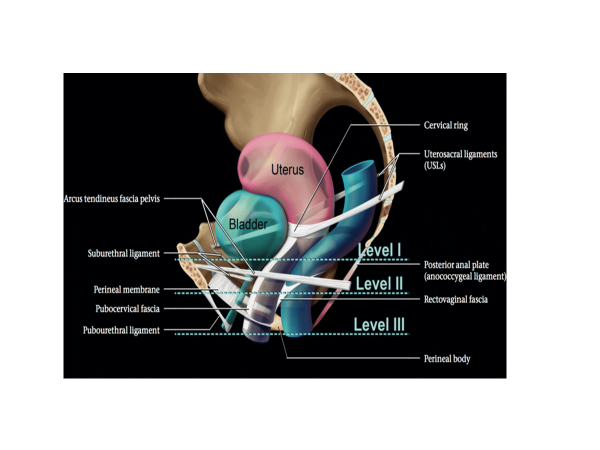 Cervical ring
Uterosacral ligaments
(USLs)
Uterus
Arcus tendineus fascia pelvis
Bladder
Level I
Suburethral ligament
Posterior anal plate
(anococcygeal ligament)
Level II
Perineal membrane
Rectovaginal fascia
Pubocervical fascia
Level III
Pubourethral ligament
Perineal body